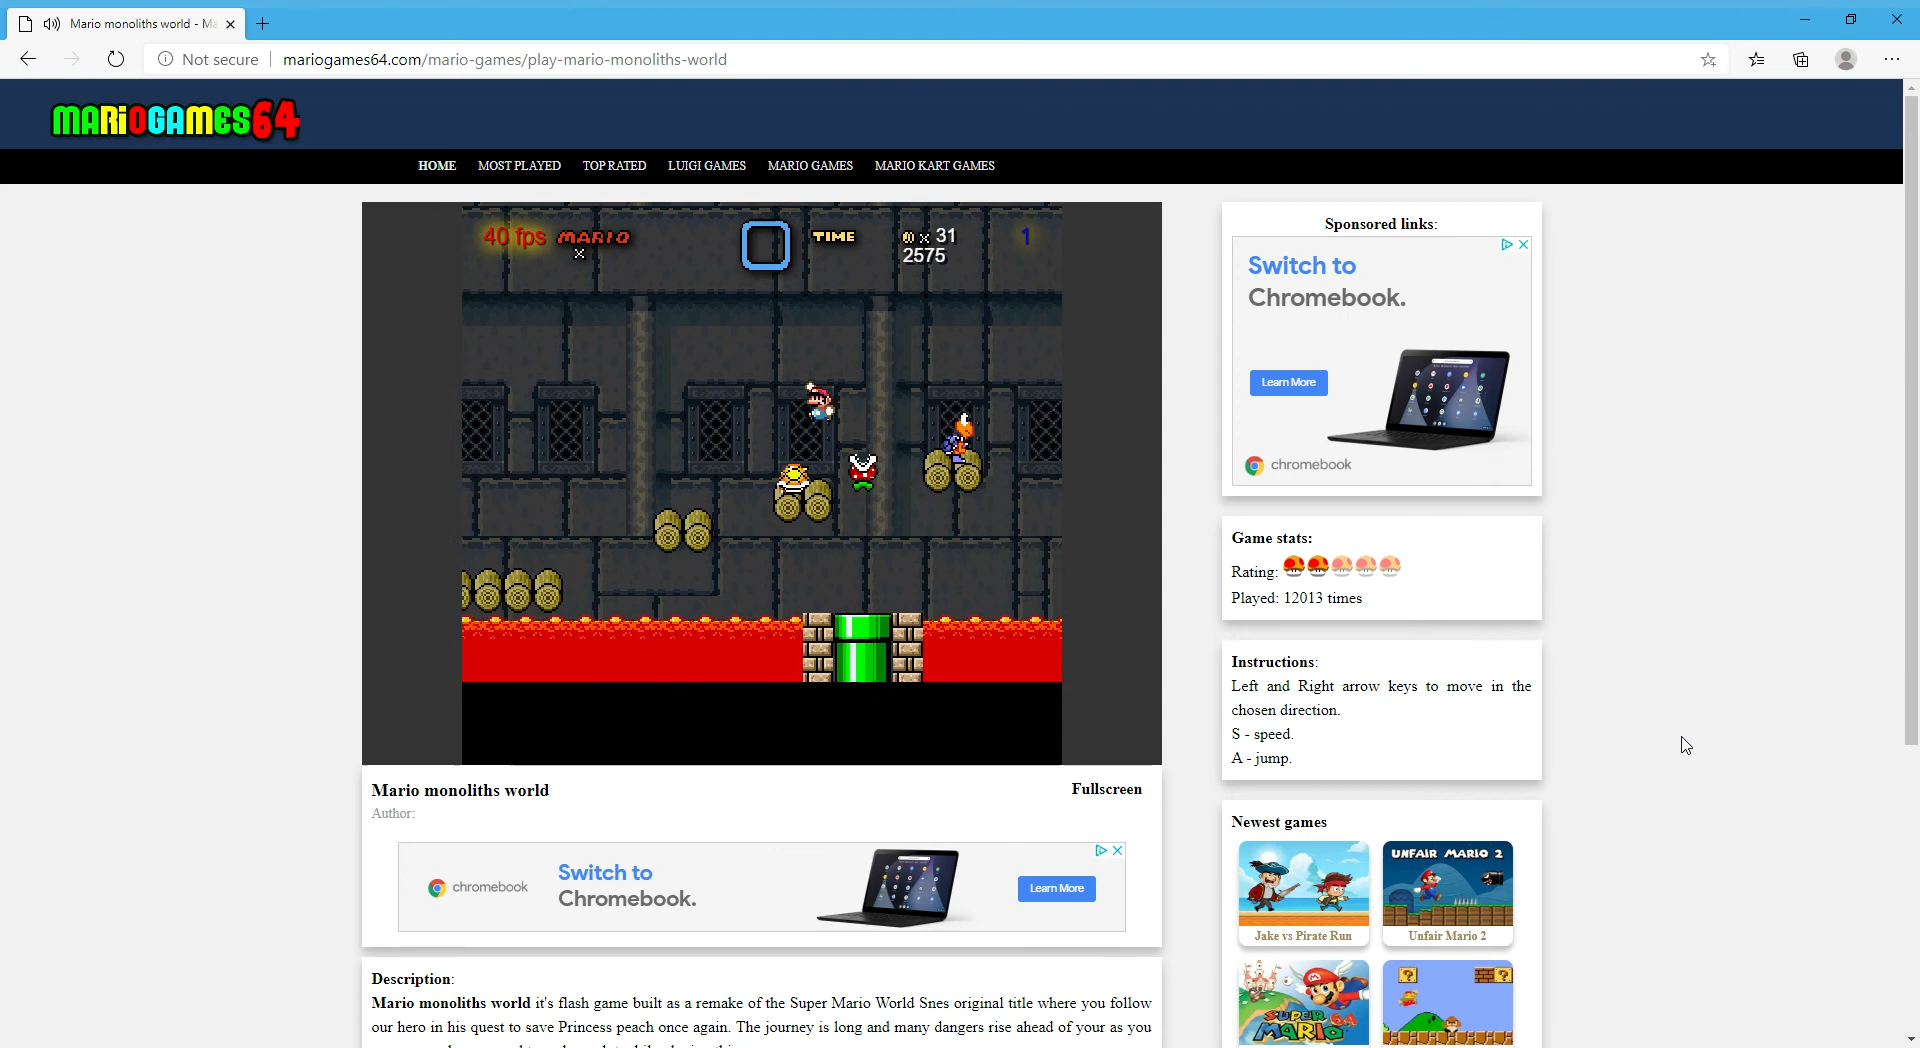 Mario monoliths world - Ma
Not secure
mariogames64.com/mario-games/play-mario-monoliths-world
MARIOGAMES64
HOME MOST PLAYED TOP RATED LUIGI GAMES MARIO GAMES MARIO KART GAMES
40 fps MARIO TIME x 31 1
x 2575
Sponsored links:
Switch to
Chromebook.
Learn More
chromebook
Game stats:
Rating:
Played: 12013 times
Instructions:
Left and Right arrow keys to move in the
chosen direction.
S - speed.
A - jump.
Mario monoliths world Fullscreen
Author:
chromebook
Switch to
Chromebook.
Learn More
Newest games
UNFAIR MARIO 2
Jake vs Pirate Run Unfair Mario 2
SUPER
MARIO 64
Description:
Mario monoliths world it's flash game built as a remake of the Super Mario World Snes original title where you follow
our hero in his quest to save Princess peach once again. The journey is long and many dangers rise ahead of your as you